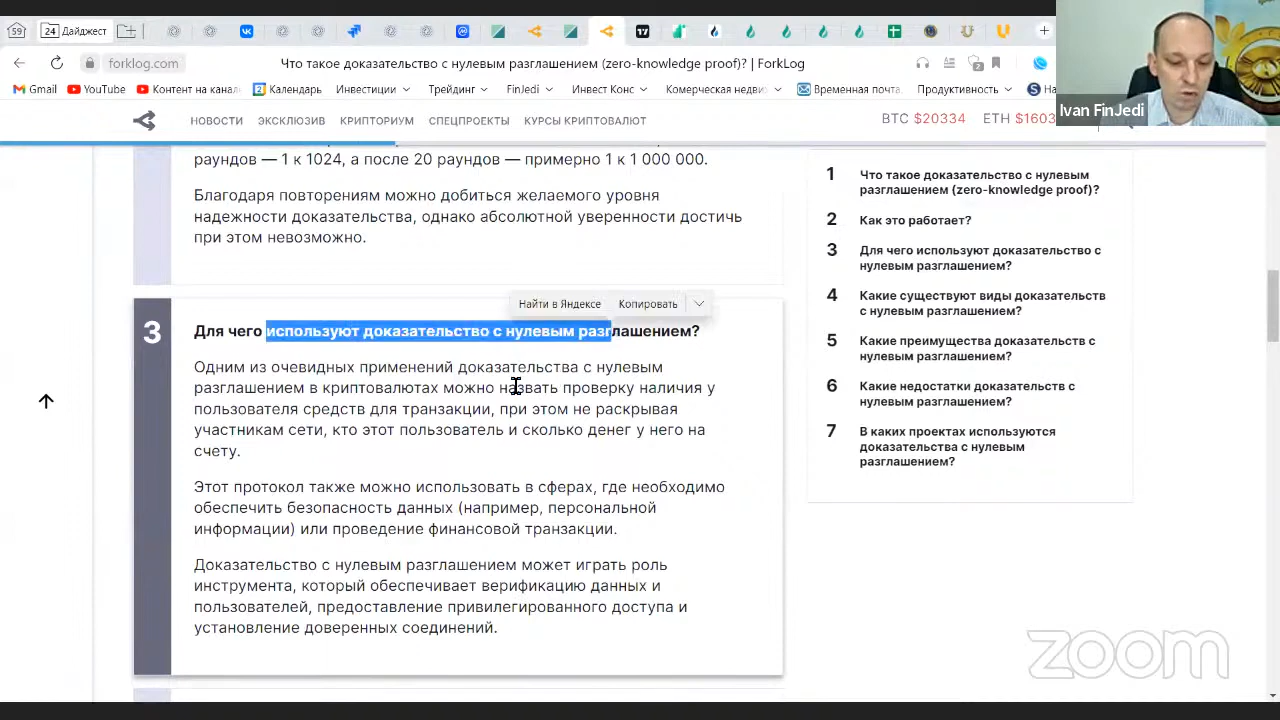 59
24 Дайджест
forklog.com
Что такое доказательство с нулевым разглашением (zero-knowledge proof)? | ForkLog
2
Gmail
YouTube
Контент на канал
Календарь
Инвестиции
Трейдинг
FinJedi
Инвест Конс
Комерческая недви
Временная почта
Продуктивность
На
Ivan FinJedi
НОВОСТИ
ЭКСКЛЮЗИВ
КРИПТОРИУМ
СПЕЦПРОЕКТЫ
КУРСЫ КРИПТОВАЛЮТ
BTC $20334
ETH $1603
раундов — 1 к 1024, а после 20 раундов — примерно 1 к 1 000 000.
Благодаря повторениям можно добиться желаемого уровня
надежности доказательства, однако абсолютной уверенности достичь
при этом невозможно.
Найти в Яндексе
Копировать
3
Для чего используют доказательство с нулевым разглашением?
Одним из очевидных применений доказательства с нулевым
разглашением в криптовалютах можно назвать проверку наличия у
пользователя средств для транзакции, при этом не раскрывая
участникам сети, кто этот пользователь и сколько денег у него на
счету.
Этот протокол также можно использовать в сферах, где необходимо
обеспечить безопасность данных (например, персональной
информации) или проведение финансовой транзакции.
Доказательство с нулевым разглашением может играть роль
инструмента, который обеспечивает верификацию данных и
пользователей, предоставление привилегированного доступа и
установление доверенных соединений.
1
Что такое доказательство с нулевым
разглашением (zero-knowledge proof)?
2
Как это работает?
3
Для чего используют доказательство с
нулевым разглашением?
4
Какие существуют виды доказательств
с нулевым разглашением?
5
Какие преимущества доказательств с
нулевым разглашением?
6
Какие недостатки доказательств с
нулевым разглашением?
7
В каких проектах используются
доказательства с нулевым
разглашением?
zoom